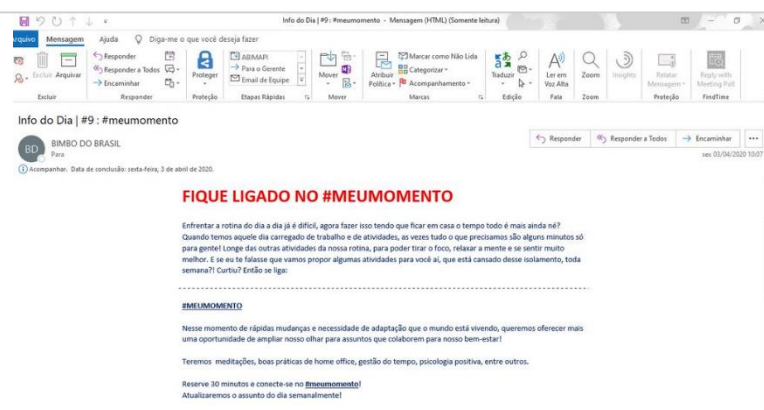 Info do Dia | #9: #meumomento - Mensagem (HTML) (Somente leitura)
Arquivo Mensagem Ajuda Diga-me o que você deseja fazer
Excluir Arquivar
Responder
Responder a Todos
Encaminhar
Proteger
ABIMAPI
Para o Gerente
Email de Equipe
Mover
Atribuir Política
Marcar como Não Lida
Categorizar
Acompanhamento
Traduzir
Ler em Voz Alta
Zoom
Insights
Relatar Mensagem
Reply with Meeting Poll
Excluir Responder Proteção Etapas Rápidas Mover Marcas Edição Fala Zoom Proteção FindTime
Info do Dia | #9 : #meumomento
BD
BIMBO DO BRASIL
Para
Responder Responder a Todos Encaminhar
sex 03/04/2020 10:07
Acompanhar. Data de conclusão: sexta-feira, 3 de abril de 2020.
FIQUE LIGADO NO #MEUMOMENTO
Enfrentar a rotina do dia a dia já é difícil, agora fazer isso tendo que ficar em casa o tempo todo é mais ainda né?
Quando temos aquele dia carregado de trabalho e de atividades, as vezes tudo o que precisamos são alguns minutos só
para gente! Longe das outras atividades da nossa rotina, para poder tirar o foco, relaxar a mente e se sentir muito
melhor. E se eu te falasse que vamos propor algumas atividades para você aí, que está cansado desse isolamento, toda
semana?! Curtiu? Então se liga:
#MEUMOMENTO
Nesse momento de rápidas mudanças e necessidade de adaptação que o mundo está vivendo, queremos oferecer mais
uma oportunidade de ampliar nosso olhar para assuntos que colaborem para nosso bem-estar!
Teremos meditações, boas práticas de home office, gestão do tempo, psicologia positiva, entre outros.
Reserve 30 minutos e conecte-se no #meumomento!
Atualizaremos o assunto do dia semanalmente!